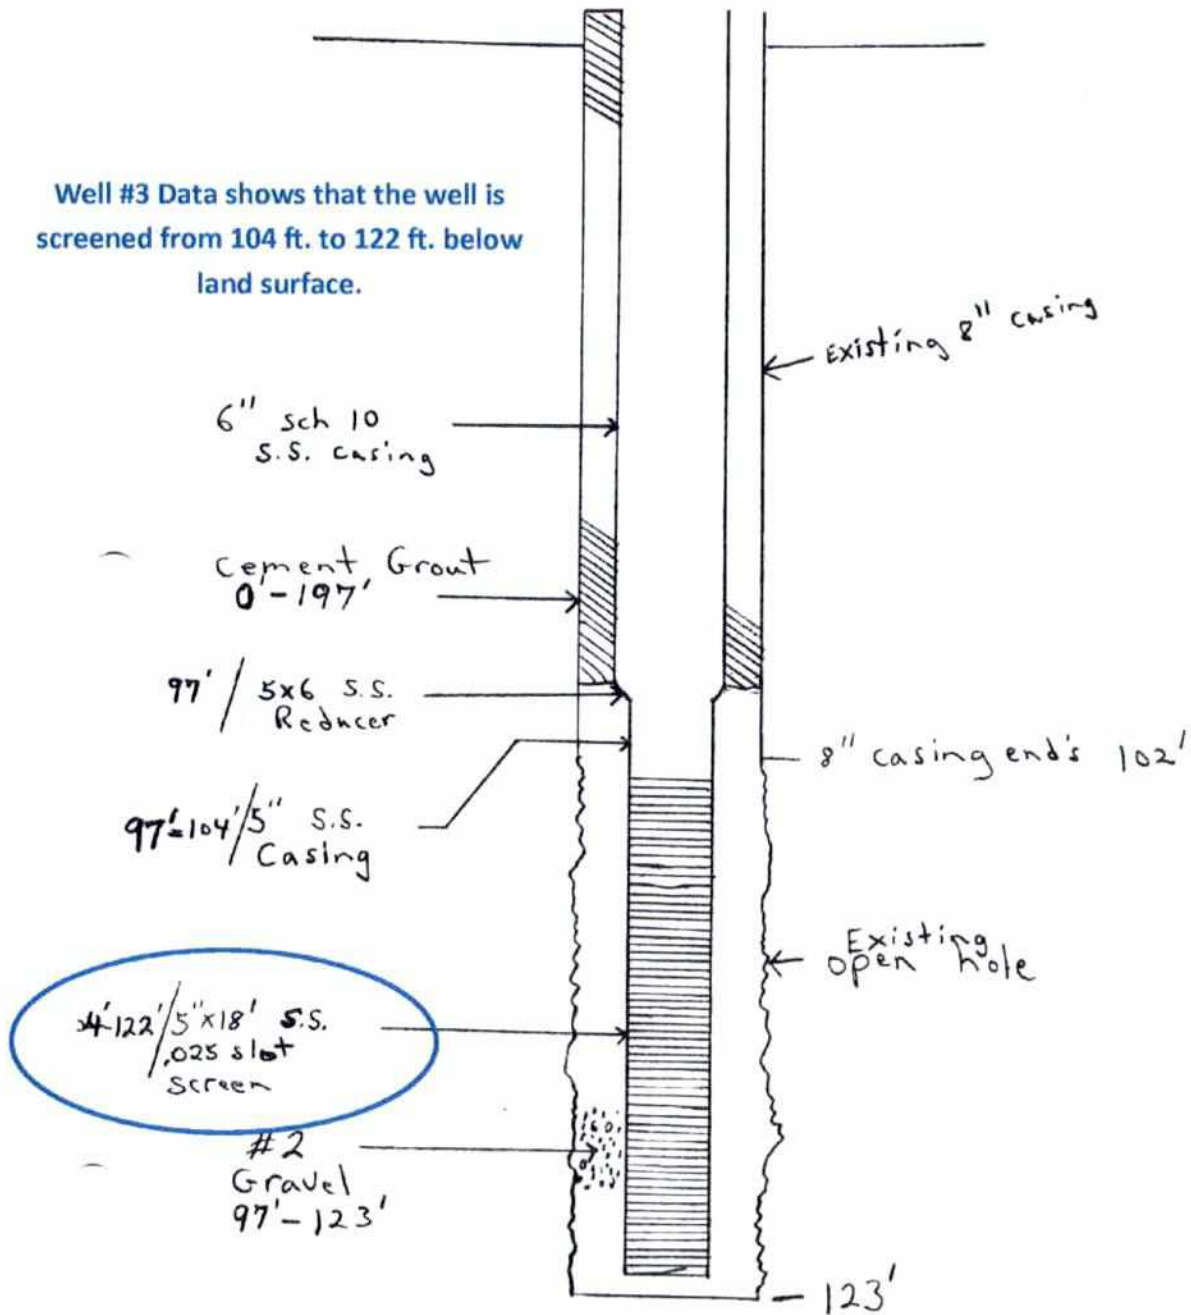 Well #3 Data shows that the well is
screened from 104 ft. to 122 ft. below
land surface.
Existing 8" casing
6" sch 10
S.S. casing
Cement Grout
0'-197'
97' / 5x6 S.S.
Reducer
8" casing end's 102'
97'-104'/5" S.S.
Casing
Existing
open hole
4'122'/5"x18' S.S.
.025 slot
Screen
#2
Gravel
97'-123'
123'